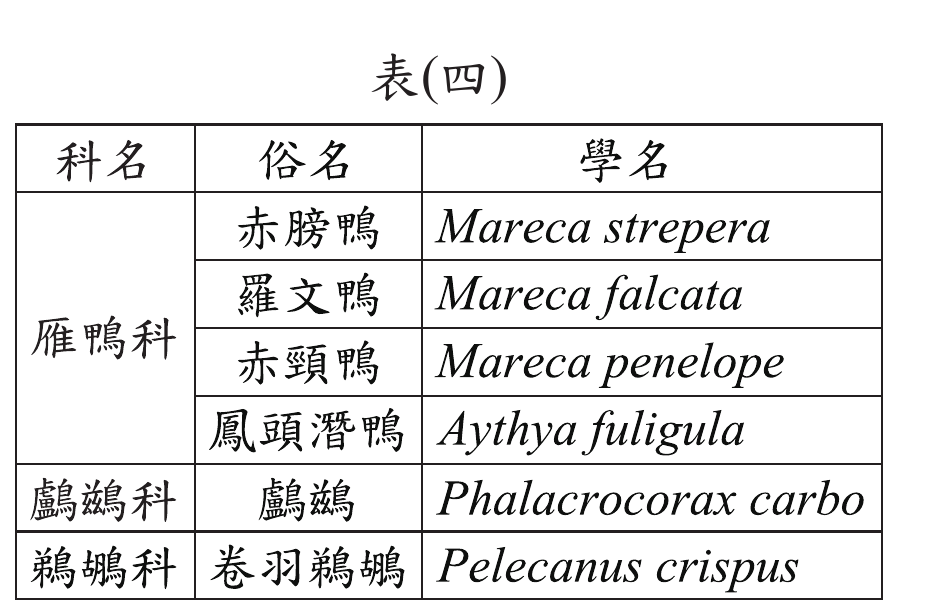 表(四)
科名 俗名 學名
雁鴨科 赤膀鴨 Mareca strepera
羅文鴨 Mareca falcata
赤頸鴨 Mareca penelope
鳳頭潛鴨 Aythya fuligula
鸕鷀科 鸕鷀 Phalacrocorax carbo
鵜鶘科 卷羽鵜鶘 Pelecanus crispus